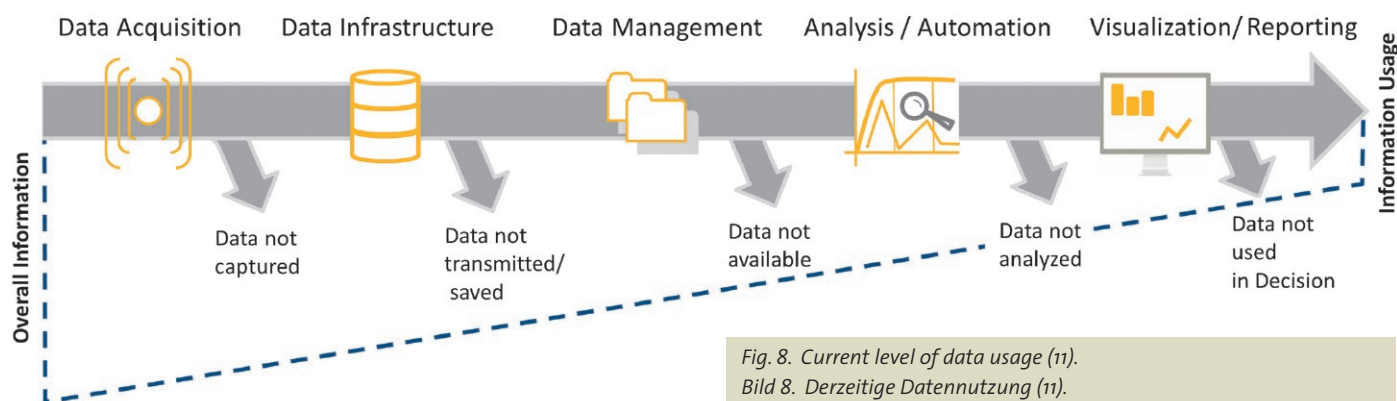 Data Acquisition
Data Infrastructure
Data Management
Analysis / Automation
Visualization/ Reporting
Overall Information
Information Usage
Data not
captured
Data not
transmitted/
saved
Data not
available
Data not
analyzed
Data not
used
in Decision
Fig. 8. Current level of data usage (11).
Bild 8. Derzeitige Datennutzung (11).